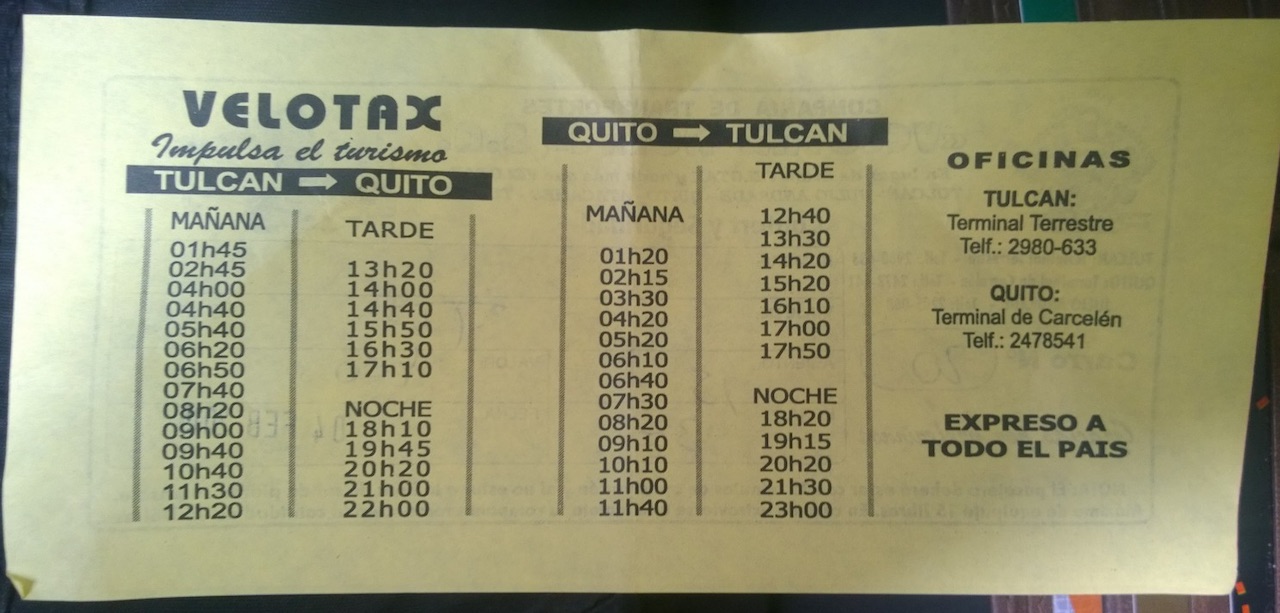 VELOTAX
Impulsa el turismo
TULCAN → QUITO
MAÑANA
01h45
02h45
04h00
04h40
05h40
06h20
06h50
07h40
08h20
09h00
09h40
10h40
11h30
12h20
TARDE
13h20
14h00
14h40
15h50
16h30
17h10
NOCHE
18h10
19h45
20h20
21h00
22h00
QUITO → TULCAN
MAÑANA
01h20
02h15
03h30
04h20
05h20
06h10
06h40
07h30
08h20
09h10
10h10
11h00
11h40
TARDE
12h40
13h30
14h20
15h20
16h10
17h00
17h50
NOCHE
18h20
19h15
20h20
21h30
23h00
OFICINAS
TULCAN:
Terminal Terrestre
Telf.: 2980-633
QUITO:
Terminal de Carcelén
Telf.: 2478541
EXPRESO A
TODO EL PAIS